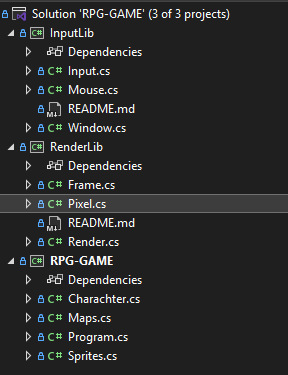 Solution 'RPG-GAME' (3 of 3 projects)
C# InputLib
Dependencies
C# Input.cs
C# Mouse.cs
M↓ README.md
C# Window.cs
C# RenderLib
Dependencies
C# Frame.cs
C# Pixel.cs
M↓ README.md
C# Render.cs
C# RPG-GAME
Dependencies
C# Charachter.cs
C# Maps.cs
C# Program.cs
C# Sprites.cs